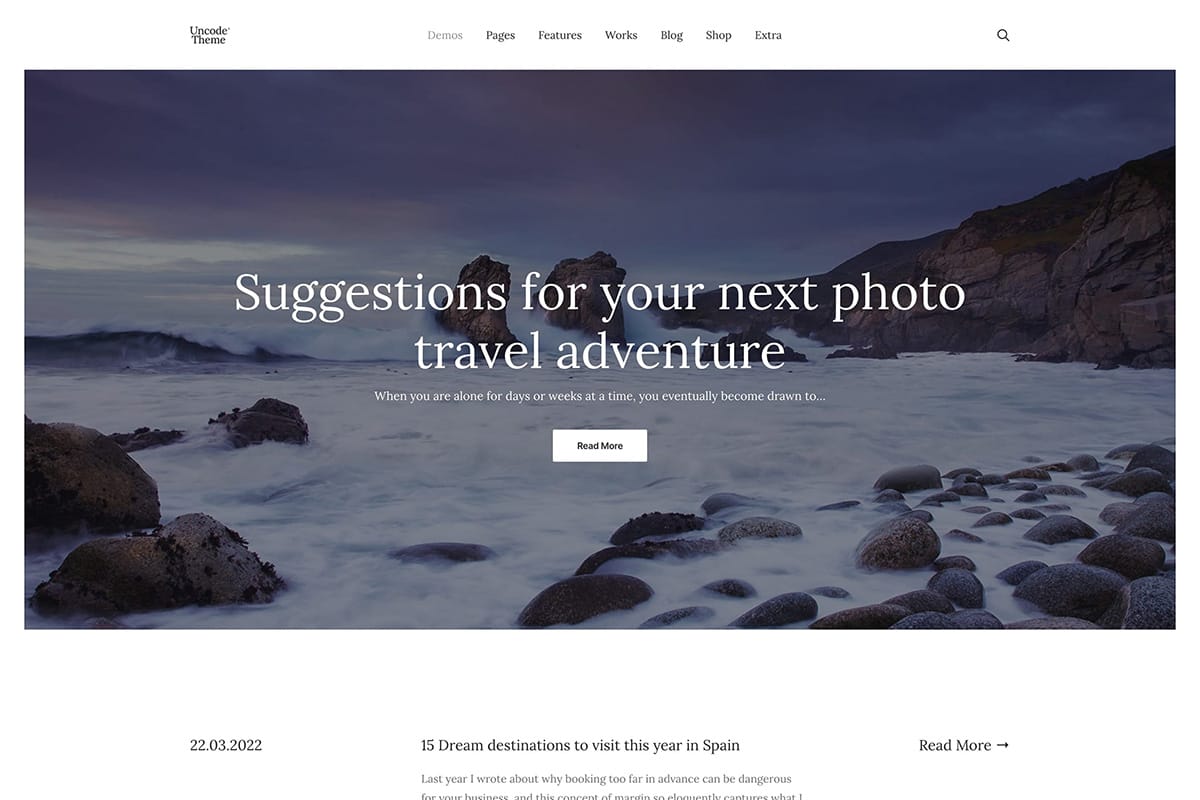 Uncode
Theme
Demos Pages Features Works Blog Shop Extra
Suggestions for your next photo
travel adventure
When you are alone for days or weeks at a time, you eventually become drawn to…
Read More
22.03.2022 15 Dream destinations to visit this year in Spain Read More →
Last year I wrote about why booking too far in advance can be dangerous
for your business, and this concept of margin so eloquently captures what I